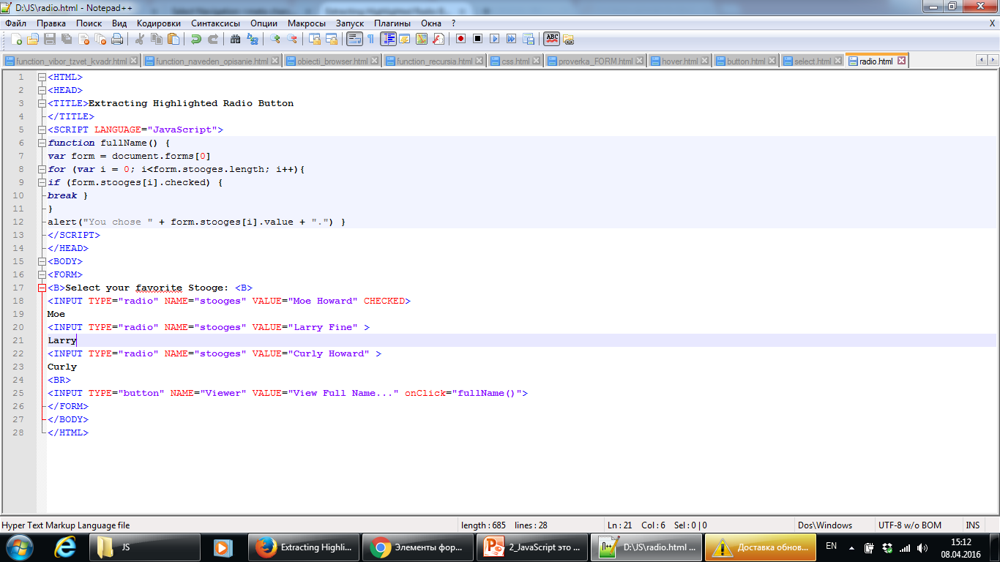 D:\JS\radio.html - Notepad++
Файл Правка Поиск Вид Кодировки Синтаксисы Опции Макросы Запуск Плагины Окна ? X
function_vibor_tzvet_kvadr.html function_naveden_opisanie.html obiecti_browser.html function_recursia.html css.html proverka_FORM.html hover.html button.html select.html radio.html
1 <HTML>
2 <HEAD>
3 <TITLE>Extracting Highlighted Radio Button
4 </TITLE>
5 <SCRIPT LANGUAGE="JavaScript">
6 function fullName() {
7 var form = document.forms[0]
8 for (var i = 0; i<form.stooges.length; i++){
9 if (form.stooges[i].checked) {
10 break }
11 }
12 alert("You chose " + form.stooges[i].value + ".") }
13 </SCRIPT>
14 </HEAD>
15 <BODY>
16 <FORM>
17 <B>Select your favorite Stooge: <B>
18 <INPUT TYPE="radio" NAME="stooges" VALUE="Moe Howard" CHECKED>
19 Moe
20 <INPUT TYPE="radio" NAME="stooges" VALUE="Larry Fine" >
21 Larry
22 <INPUT TYPE="radio" NAME="stooges" VALUE="Curly Howard" >
23 Curly
24 <BR>
25 <INPUT TYPE="button" NAME="Viewer" VALUE="View Full Name..." onClick="fullName()">
26 </FORM>
27 </BODY>
28 </HTML>
Hyper Text Markup Language file length : 685 lines : 28 Ln : 21 Col : 6 Sel : 0 | 0 Dos\Windows UTF-8 w/o BOM INS
JS Extracting Highli... Элементы фор... 2_JavaScript это ... D:\JS\radio.html ... Доставка обнов... EN 15:12
08.04.2016